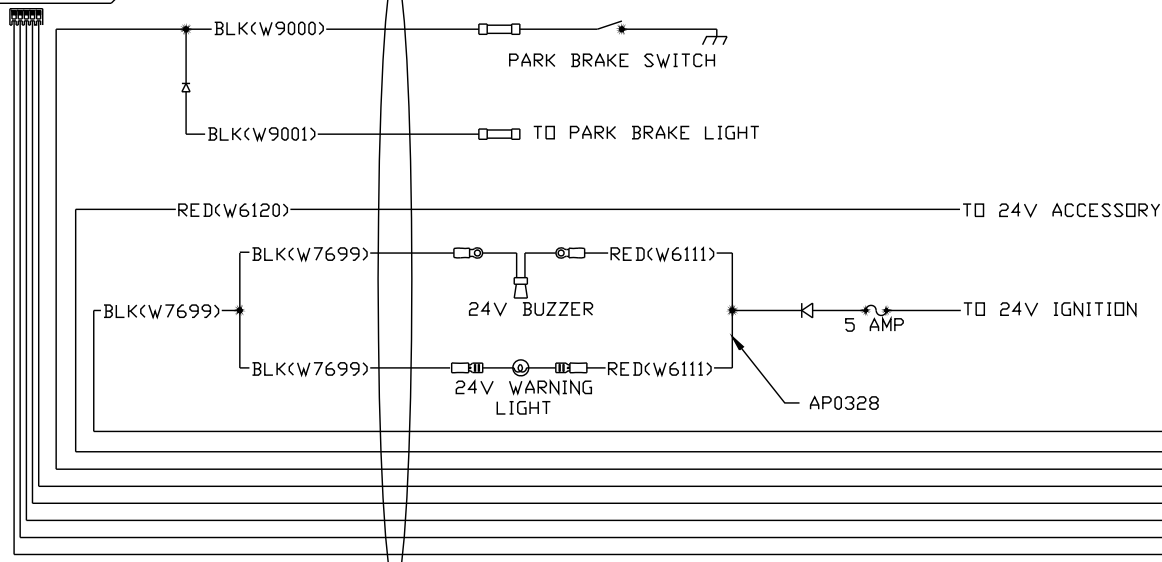 BLK(W9000)
PARK BRAKE SWITCH
BLK(W9001)
TO PARK BRAKE LIGHT
RED(W6120)
TO 24V ACCESSORY
BLK(W7699)
RED(W6111)
24V BUZZER
BLK(W7699)
TO 24V IGNITION
5 AMP
BLK(W7699)
RED(W6111)
24V WARNING
LIGHT
AP0328